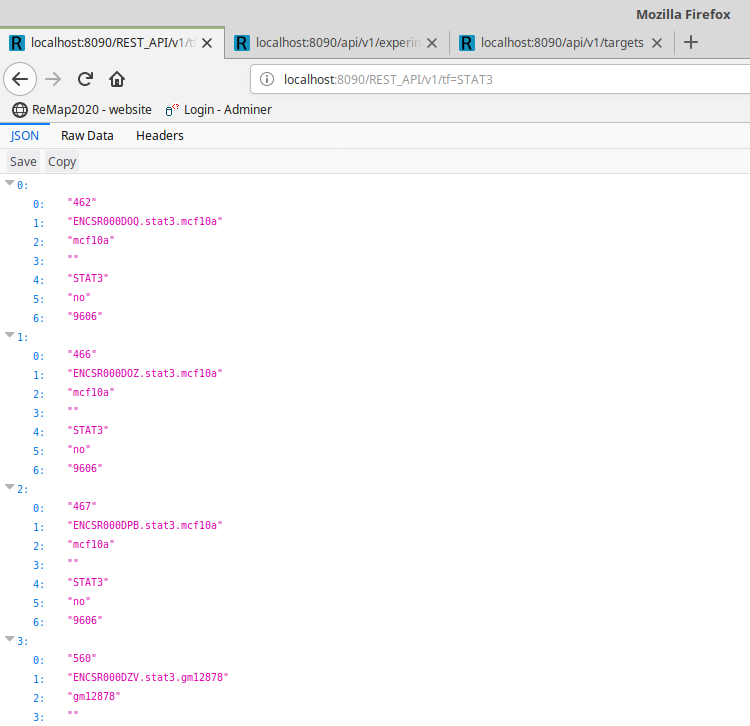 Mozilla Firefox
localhost:8090/REST_API/v1/t
localhost:8090/api/v1/experin
localhost:8090/api/v1/targets
localhost:8090/REST_API/v1/tf=STAT3
ReMap2020 - website
Login - Adminer
JSON Raw Data Headers
Save Copy
0:
0: "462"
1: "ENCSR000DOQ.stat3.mcf10a"
2: "mcf10a"
3: ""
4: "STAT3"
5: "no"
6: "9606"
1:
0: "466"
1: "ENCSR000DOZ.stat3.mcf10a"
2: "mcf10a"
3: ""
4: "STAT3"
5: "no"
6: "9606"
2:
0: "467"
1: "ENCSR000DPB.stat3.mcf10a"
2: "mcf10a"
3: ""
4: "STAT3"
5: "no"
6: "9606"
3:
0: "560"
1: "ENCSR000DZV.stat3.gm12878"
2: "gm12878"
3: ""